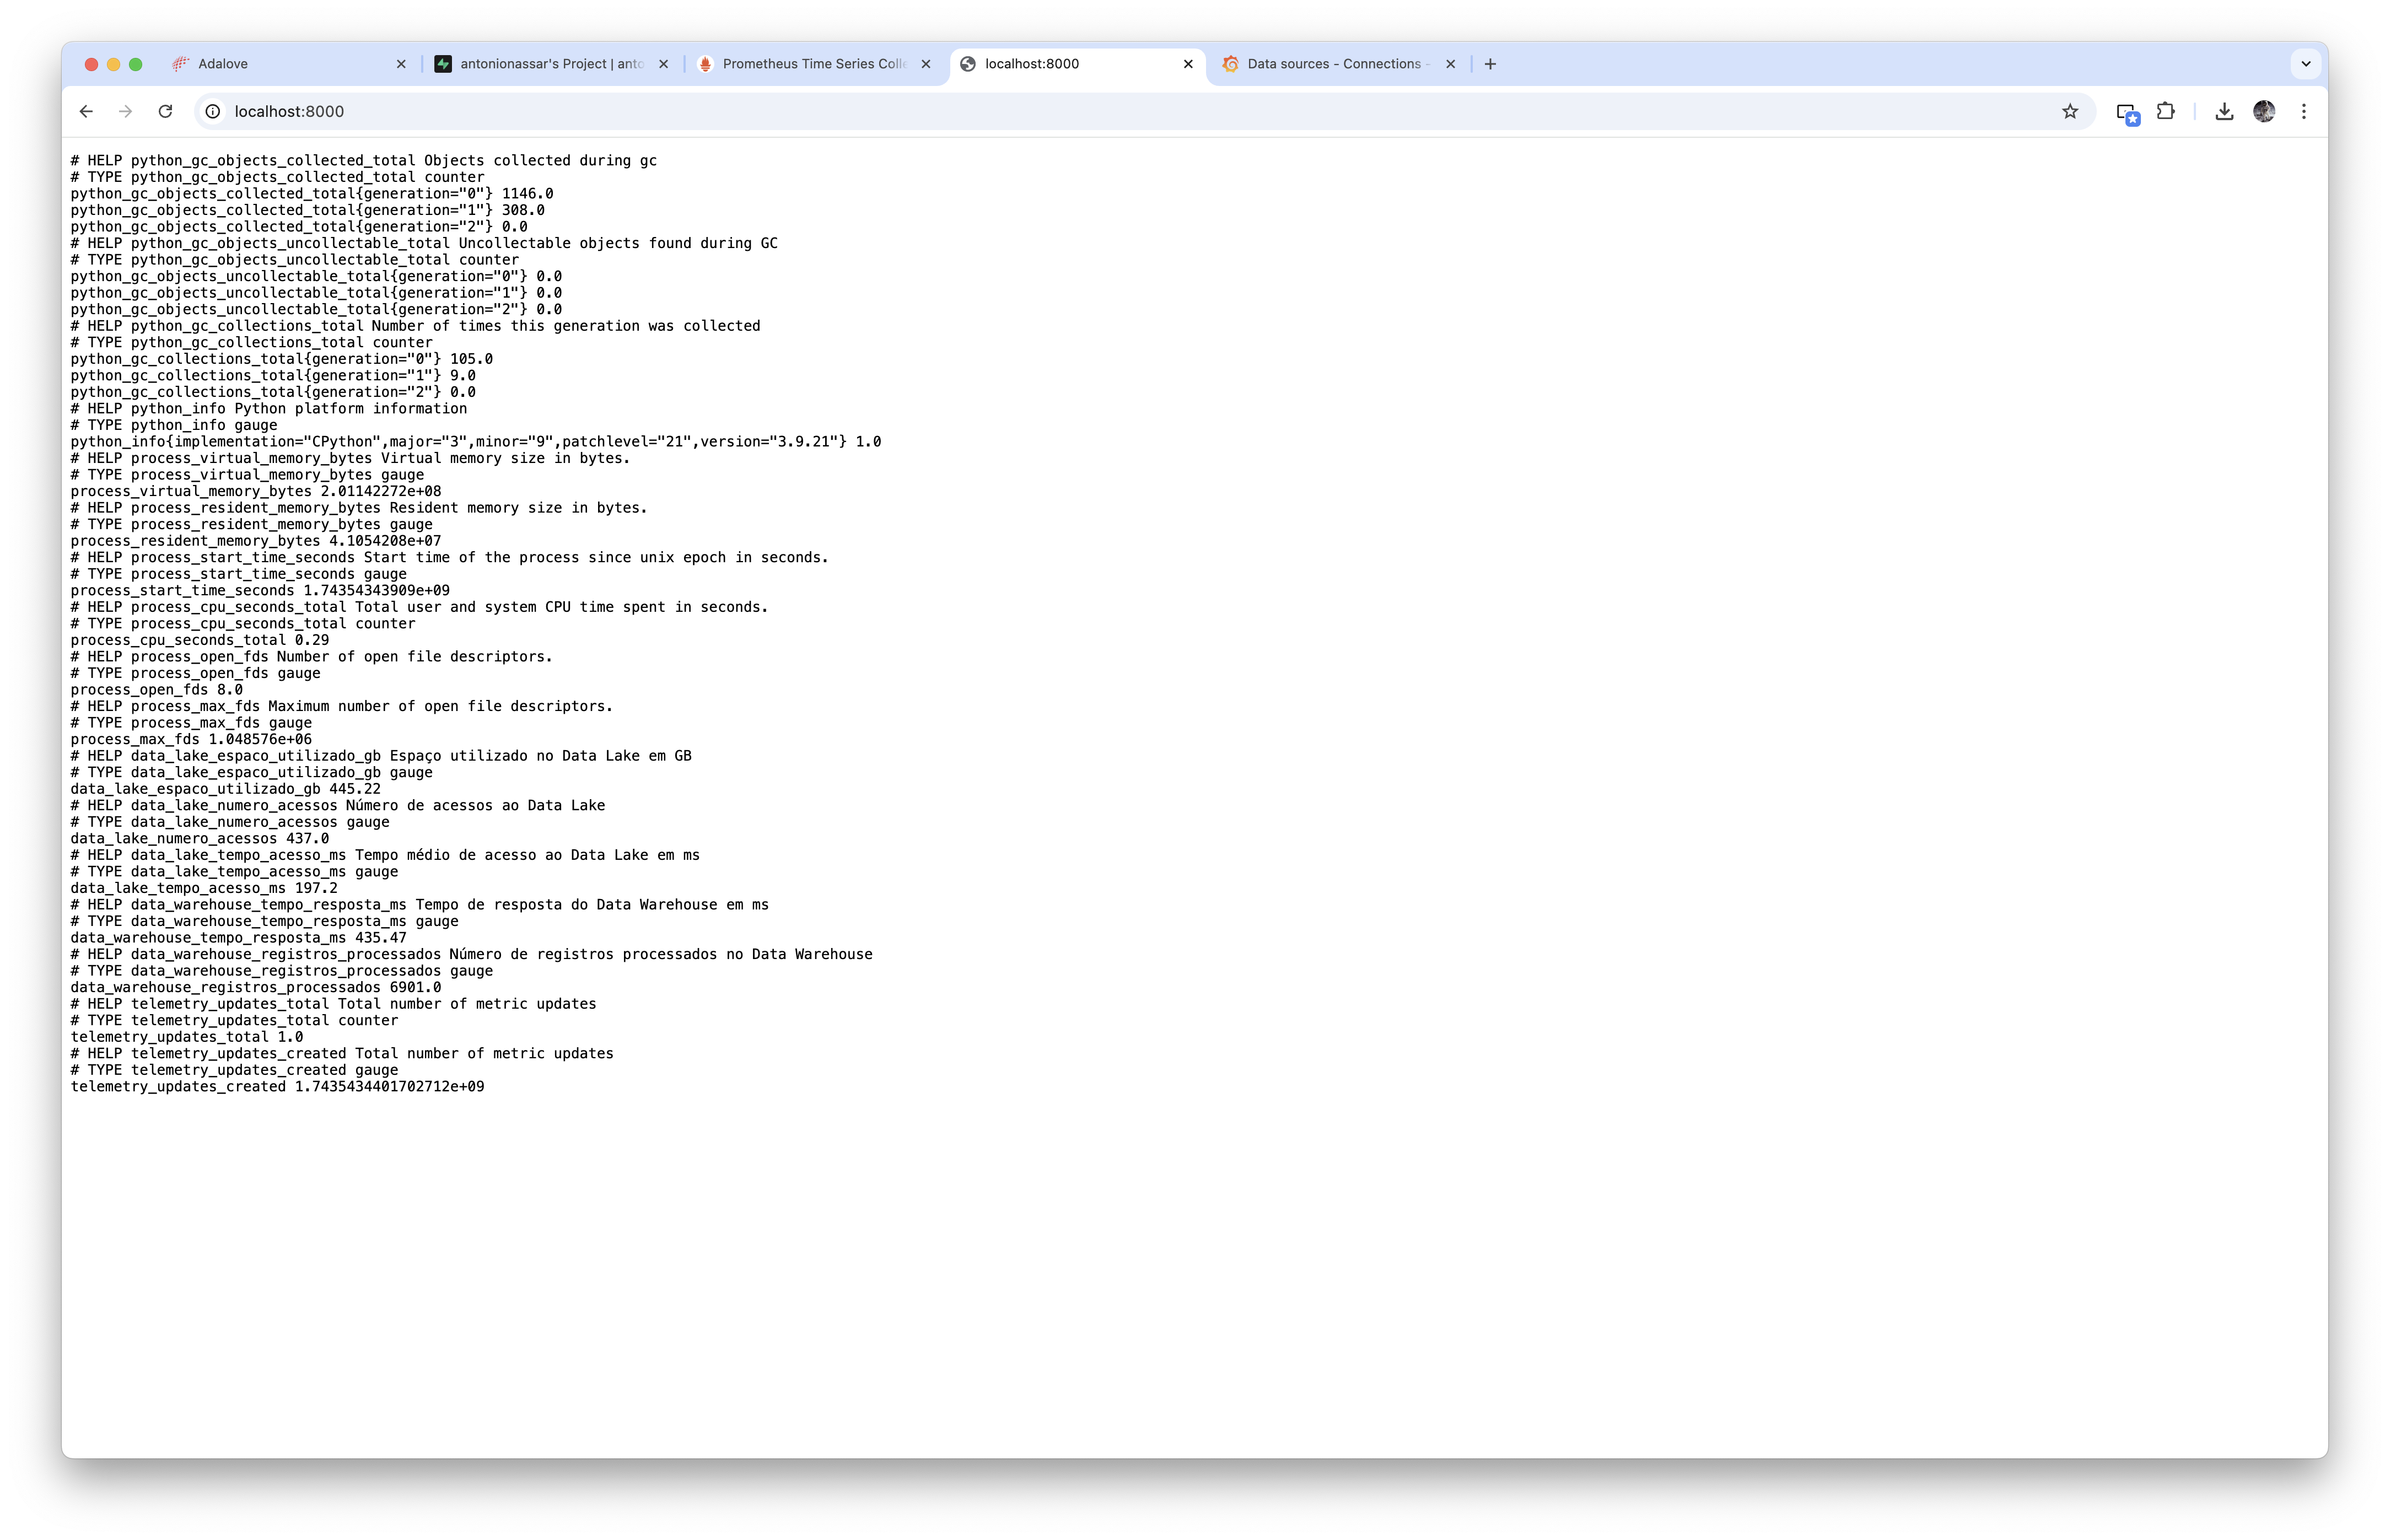 Adalove
antonionassar's Project | anto
Prometheus Time Series Coll
localhost:8000
Data sources - Connections -
localhost:8000
# HELP python_gc_objects_collected_total Objects collected during gc
# TYPE python_gc_objects_collected_total counter
python_gc_objects_collected_total{generation="0"} 1146.0
python_gc_objects_collected_total{generation="1"} 308.0
python_gc_objects_collected_total{generation="2"} 0.0
# HELP python_gc_objects_uncollectable_total Uncollectable objects found during GC
# TYPE python_gc_objects_uncollectable_total counter
python_gc_objects_uncollectable_total{generation="0"} 0.0
python_gc_objects_uncollectable_total{generation="1"} 0.0
python_gc_objects_uncollectable_total{generation="2"} 0.0
# HELP python_gc_collections_total Number of times this generation was collected
# TYPE python_gc_collections_total counter
python_gc_collections_total{generation="0"} 105.0
python_gc_collections_total{generation="1"} 9.0
python_gc_collections_total{generation="2"} 0.0
# HELP python_info Python platform information
# TYPE python_info gauge
python_info{implementation="CPython",major="3",minor="9",patchlevel="21",version="3.9.21"} 1.0
# HELP process_virtual_memory_bytes Virtual memory size in bytes.
# TYPE process_virtual_memory_bytes gauge
process_virtual_memory_bytes 2.01142272e+08
# HELP process_resident_memory_bytes Resident memory size in bytes.
# TYPE process_resident_memory_bytes gauge
process_resident_memory_bytes 4.1054208e+07
# HELP process_start_time_seconds Start time of the process since unix epoch in seconds.
# TYPE process_start_time_seconds gauge
process_start_time_seconds 1.74354343909e+09
# HELP process_cpu_seconds_total Total user and system CPU time spent in seconds.
# TYPE process_cpu_seconds_total counter
process_cpu_seconds_total 0.29
# HELP process_open_fds Number of open file descriptors.
# TYPE process_open_fds gauge
process_open_fds 8.0
# HELP process_max_fds Maximum number of open file descriptors.
# TYPE process_max_fds gauge
process_max_fds 1.048576e+06
# HELP data_lake_espaco_utilizado_gb Espaço utilizado no Data Lake em GB
# TYPE data_lake_espaco_utilizado_gb gauge
data_lake_espaco_utilizado_gb 445.22
# HELP data_lake_numero_acessos Número de acessos ao Data Lake
# TYPE data_lake_numero_acessos gauge
data_lake_numero_acessos 437.0
# HELP data_lake_tempo_acesso_ms Tempo médio de acesso ao Data Lake em ms
# TYPE data_lake_tempo_acesso_ms gauge
data_lake_tempo_acesso_ms 197.2
# HELP data_warehouse_tempo_resposta_ms Tempo de resposta do Data Warehouse em ms
# TYPE data_warehouse_tempo_resposta_ms gauge
data_warehouse_tempo_resposta_ms 435.47
# HELP data_warehouse_registros_processados Número de registros processados no Data Warehouse
# TYPE data_warehouse_registros_processados gauge
data_warehouse_registros_processados 6901.0
# HELP telemetry_updates_total Total number of metric updates
# TYPE telemetry_updates_total counter
telemetry_updates_total 1.0
# HELP telemetry_updates_created Total number of metric updates
# TYPE telemetry_updates_created gauge
telemetry_updates_created 1.7435434401702712e+09